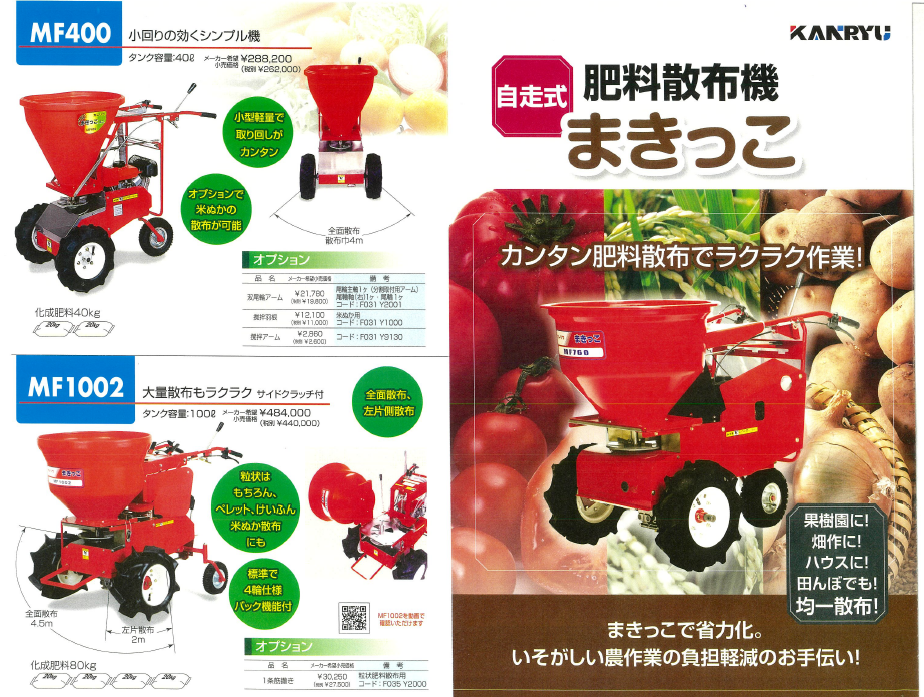 MF400 小回りの効くシンプル機
タンク容量:40ℓ メーカー希望小売価格 ¥288,200
(税別 ¥262,000)
小型軽量で
取り回しが
カンタン
オプションで
米ぬかの
散布が可能
全面散布
散布巾4m
化成肥料40kg
20kg 20kg
オプション
品名 メーカー希望小売価格 備考
双尾輪アーム ¥21,780 (税別 ¥19,800) 尾輪主軸1ヶ(分割取付用アーム)
尾輪軸(右)1ヶ・尾輪1ヶ
コード:F031 Y2001
攪拌羽根 ¥12,100 (税別 ¥11,000) 米ぬか用
コード:F031 Y1000
攪拌アーム ¥2,860 (税別 ¥2,600) コード:F031 Y9130
MF1002 大量散布もラクラク サイドクラッチ付
タンク容量:100ℓ メーカー希望小売価格 ¥484,000
(税別 ¥440,000)
全面散布、
左片側散布
まきっこ
MF1002
粒状は
もちろん、
ペレット、けいふん
米ぬか散布
にも
標準で
4輪仕様
バック機能付
全面散布
4.5m
左片散布
2m
MF1002を動画で
確認いただけます
化成肥料80kg
20kg 20kg 20kg 20kg
オプション
品名 メーカー希望小売価格 備考
1条筋撒き ¥30,250 (税別 ¥27,500) 粒状肥料散布用
コード:F035 Y2000
KANRYU
自走式
肥料散布機
まきっこ
カンタン肥料散布でラクラク作業!
まきっこ
MF760
果樹園に!
畑作に!
ハウスに!
田んぼでも!
均一散布!
まきっこで省力化。
いそがしい農作業の負担軽減のお手伝い!